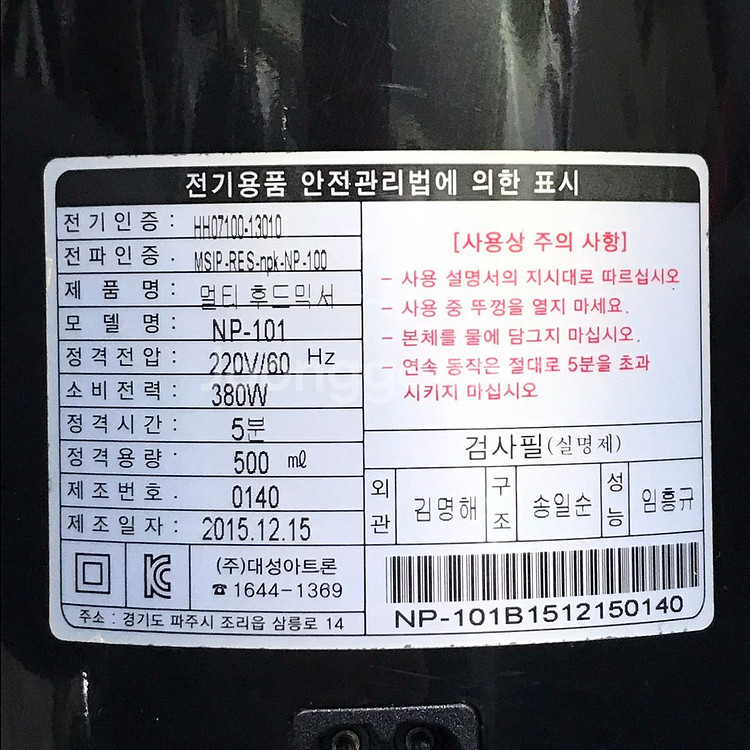 전기용품 안전관리법에 의한 표시
전기인증 : HH07100-13010
전파인증 : MSIP-RES-npk-NP-100
제품명 : 멀티 푸드믹서
모델명 : NP-101
정격전압 : 220V/60 Hz
소비전력 : 380W
정격시간 : 5분
정격용량 : 500 ㎖
제조번호 : 0140
제조일자 : 2015.12.15
(주)대성아트론
☎ 1644-1369
주소 : 경기도 파주시 조리읍 삼릉로 14
[사용상 주의 사항]
- 사용 설명서의 지시대로 따르십시오
- 사용 중 뚜껑을 열지 마세요.
- 본체를 물에 담그지 마십시오.
- 연속 동작은 절대로 5분을 초과
시키지 마십시오
검사필(실명제)
외관 김명해 구조 송일순 성능 임흥규
NP-101B1512150140